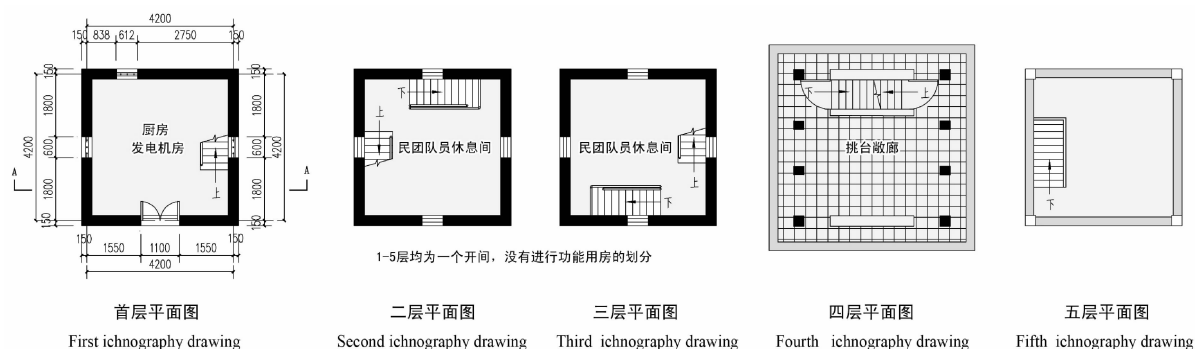 4200
150 838 612 2750 150
150
1800
600
1800
150
4200
A
厨房
发电机房
上
150
1800
600
1800
150
4200
A
150 1550 1100 1550 150
4200
下
上
民团队员休息间
民团队员休息间
上
下
下
上
挑台敞廊
下
1-5层均为一个开间，没有进行功能用房的划分
首层平面图
二层平面图
三层平面图
四层平面图
五层平面图
First ichnography drawing
Second ichnography drawing
Third ichnography drawing
Fourth ichnography drawing
Fifth ichnography drawing